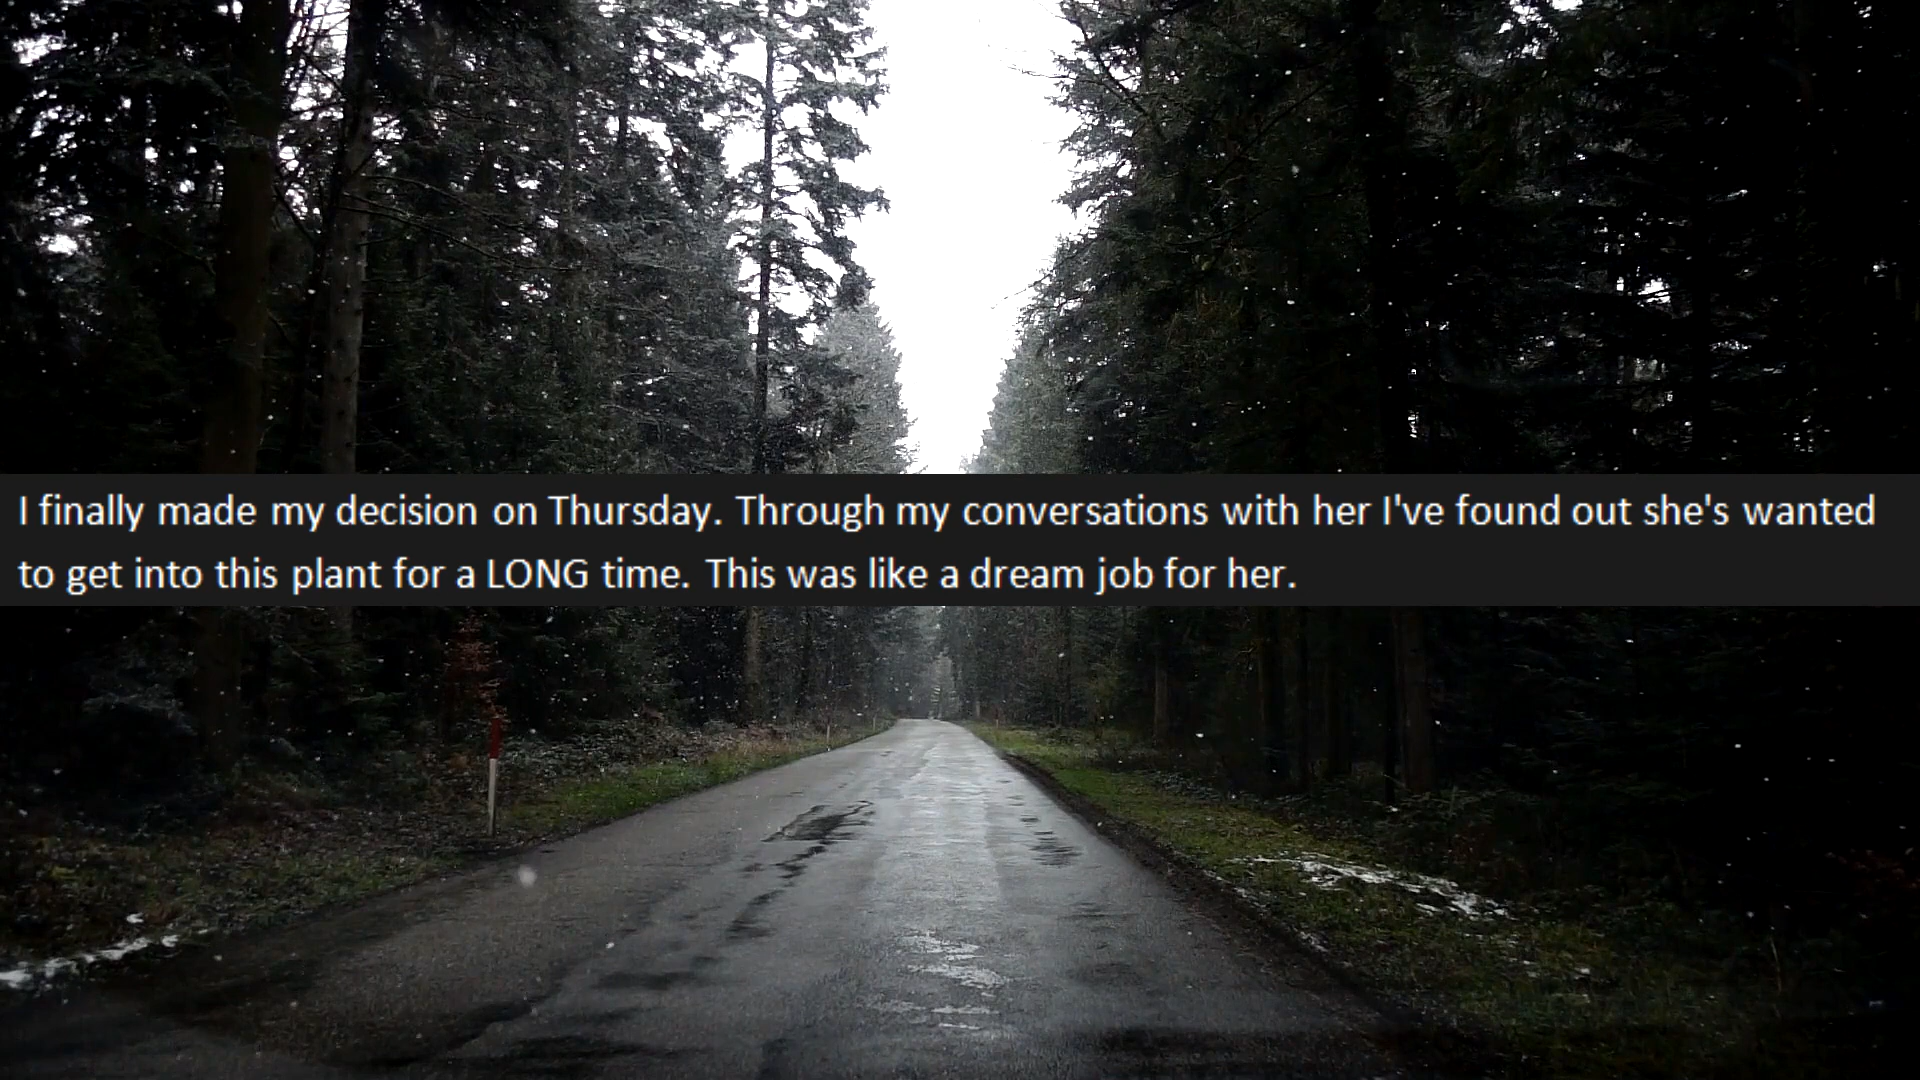 I finally made my decision on Thursday. Through my conversations with her I've found out she's wanted
to get into this plant for a LONG time. This was like a dream job for her.